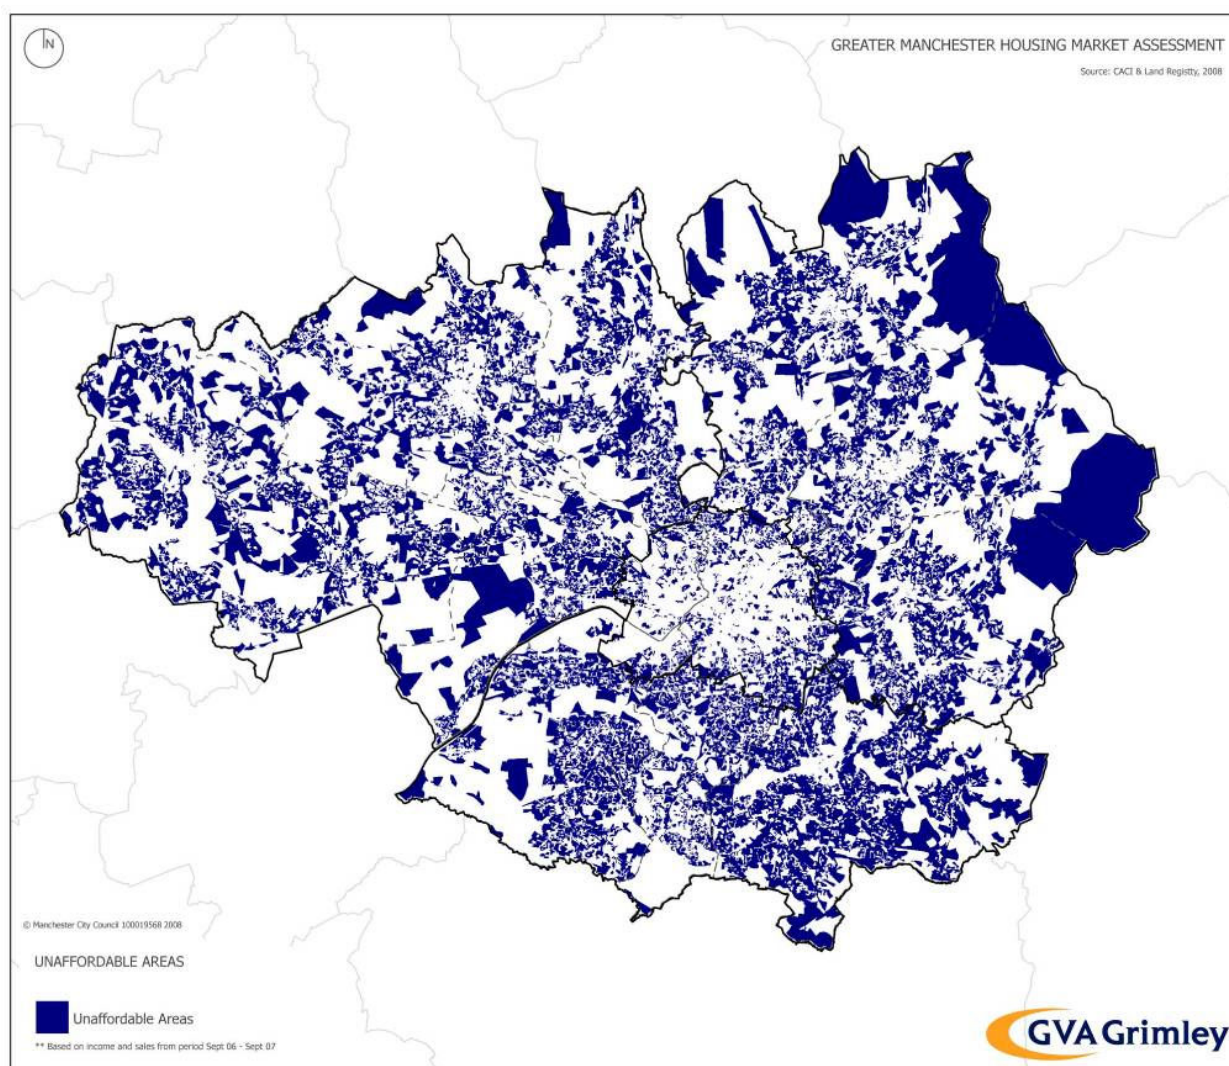 N
GREATER MANCHESTER HOUSING MARKET ASSESSMENT
Source: CACI & Land Registty, 2008
© Manchester City Council 100019568 2008
UNAFFORDABLE AREAS
Unaffordable Areas
** Based on income and sales from period Sept 06 - Sept 07
GVA Grimley